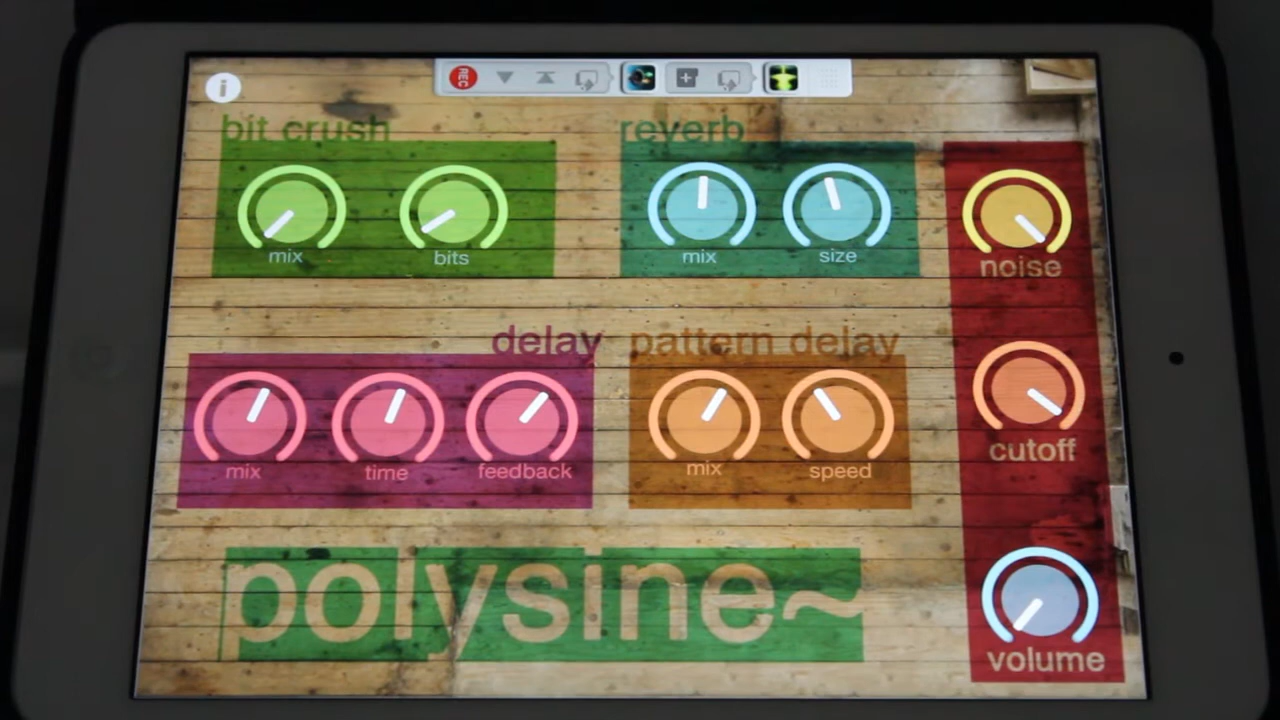 i
REC
bit crush
reverb
mix
bits
mix
size
noise
delay
pattern delay
mix
time
feedback
mix
speed
cutoff
polysine~
volume